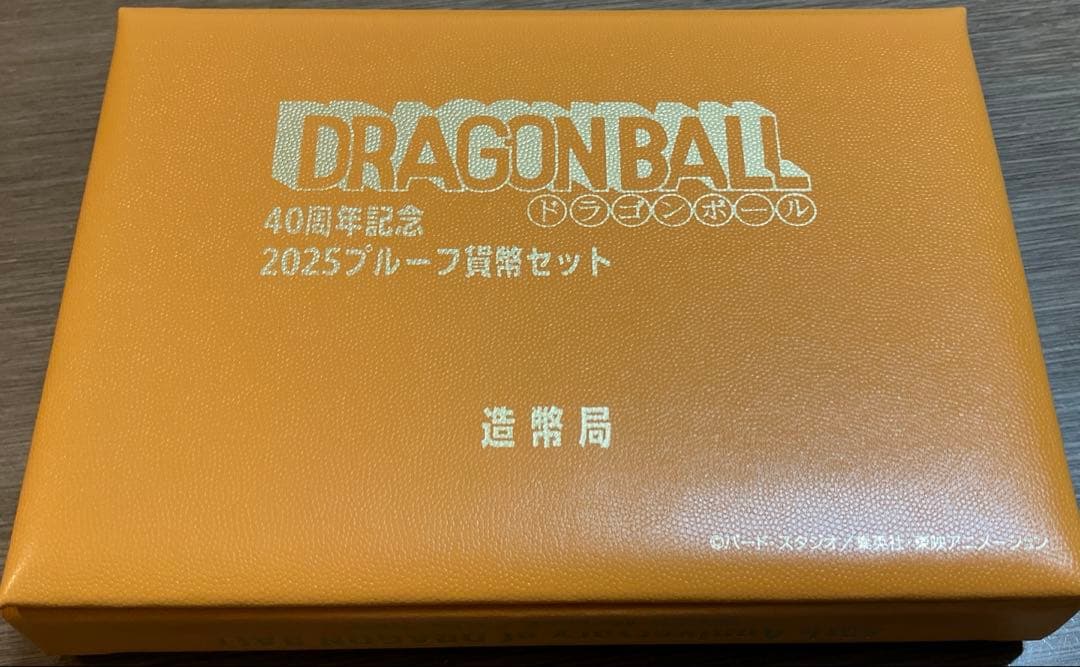 DRAGON BALL
ドラゴンボール
40周年記念
2025プルーフ貨幣セット
造幣局
©バード・スタジオ／集英社・東映アニメーション